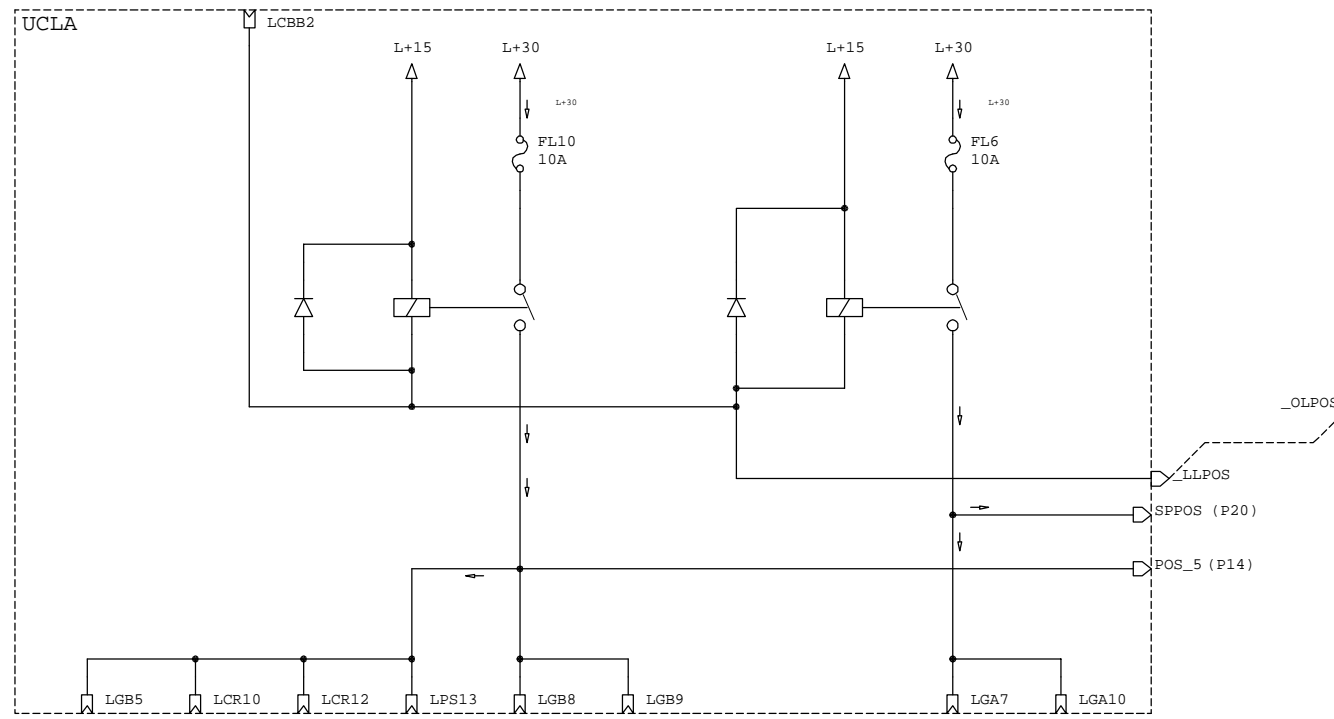 UCLA
LCBB2
L+15
L+30
L+15
L+30
L+30
L+30
FL10
10A
FL6
10A
_OLPOS
_LLPOS
SPPOS (P20)
POS_5 (P14)
LGB5
LCR10
LCR12
LPS13
LGB8
LGB9
LGA7
LGA10